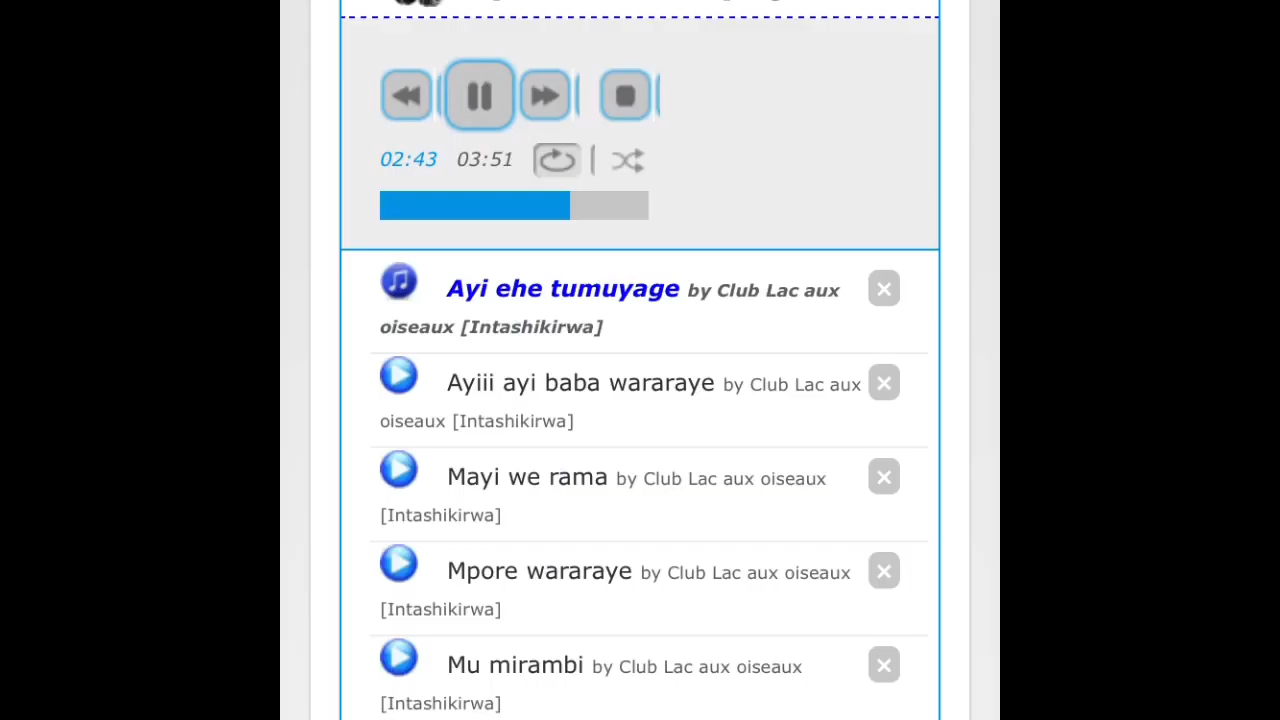 02:43 03:51
Ayi ehe tumuyage by Club Lac aux
oiseaux [Intashikirwa]
Ayiii ayi baba wararaye by Club Lac aux
oiseaux [Intashikirwa]
Mayi we rama by Club Lac aux oiseaux
[Intashikirwa]
Mpore wararaye by Club Lac aux oiseaux
[Intashikirwa]
Mu mirambi by Club Lac aux oiseaux
[Intashikirwa]